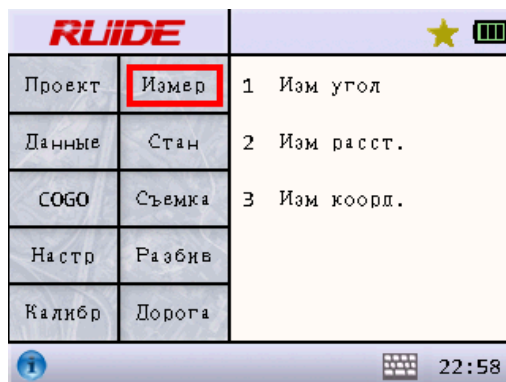 RUIDE
Проект Измер 1 Изм угол
Данные Стан 2 Изм расст.
COGO Съемка 3 Изм коорд.
Настр Разбив
Калибр Дорога
22:58